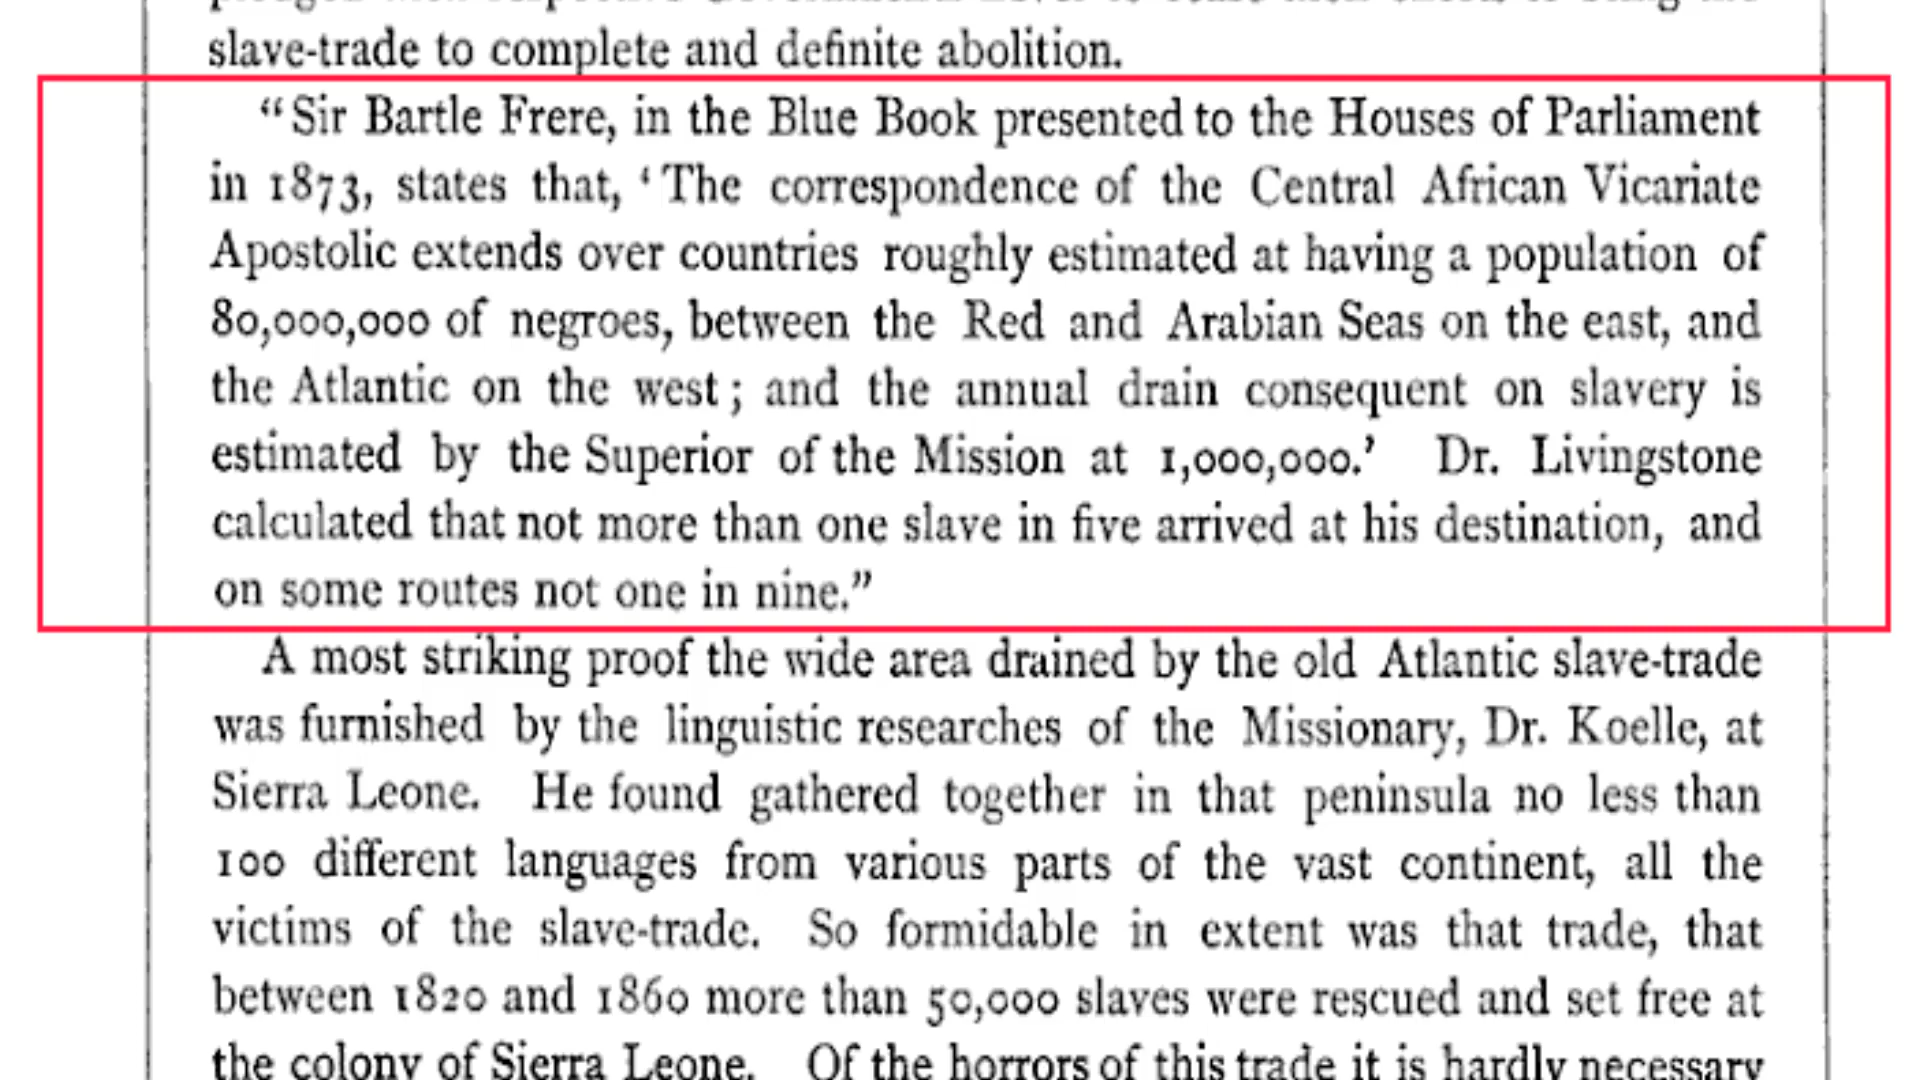 slave-trade to complete and definite abolition.
“Sir Bartle Frere, in the Blue Book presented to the Houses of Parliament
in 1873, states that, ‘The correspondence of the Central African Vicariate
Apostolic extends over countries roughly estimated at having a population of
80,000,000 of negroes, between the Red and Arabian Seas on the east, and
the Atlantic on the west; and the annual drain consequent on slavery is
estimated by the Superior of the Mission at 1,000,000.’ Dr. Livingstone
calculated that not more than one slave in five arrived at his destination, and
on some routes not one in nine.”
A most striking proof the wide area drained by the old Atlantic slave-trade
was furnished by the linguistic researches of the Missionary, Dr. Koelle, at
Sierra Leone. He found gathered together in that peninsula no less than
100 different languages from various parts of the vast continent, all the
victims of the slave-trade. So formidable in extent was that trade, that
between 1820 and 1860 more than 50,000 slaves were rescued and set free at
the colony of Sierra Leone. Of the horrors of this trade it is hardly necessary